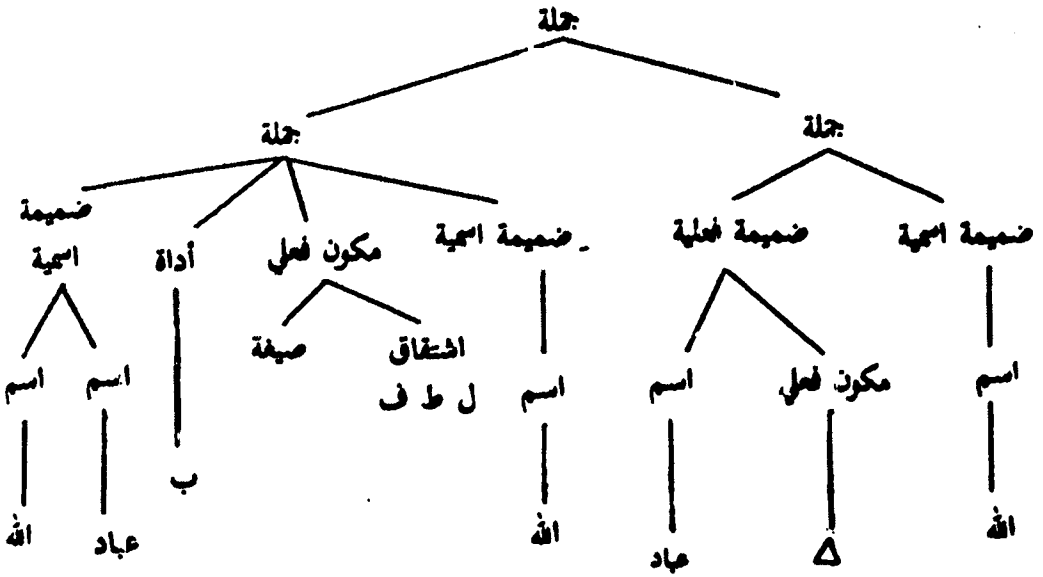 جملة
جملة جملة
ضميمة اسمية ضميمة فعلية ضميمة اسمية مكون فعلي أداة ضميمة
اسمية
اسم مكون فعلي اسم اسم اشتقاق صيغة اسم اسم
ل ط ف
الله △ عباد الله ب عباد الله